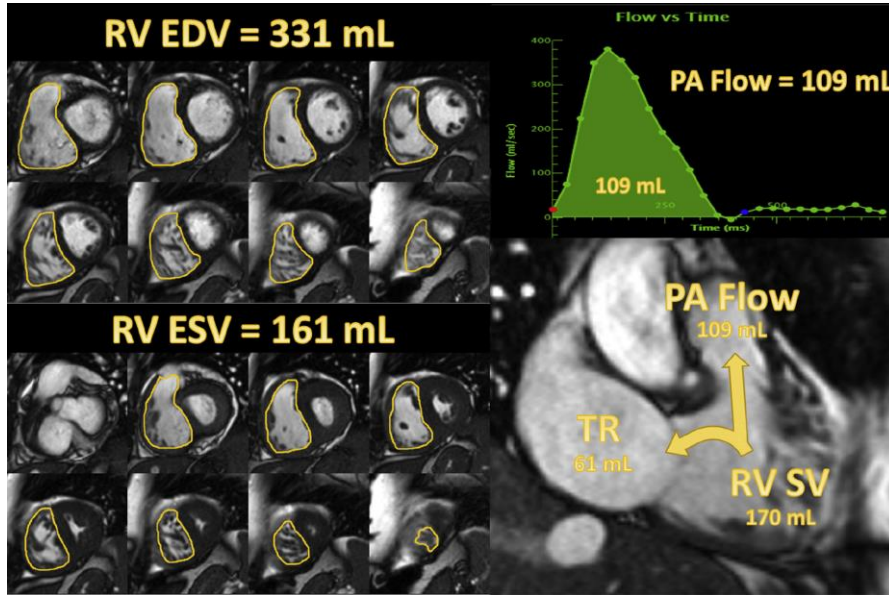 RV EDV = 331 mL
RV ESV = 161 mL
Flow vs Time
400
300
200
100
0
Flow (ml/sec)
PA Flow = 109 mL
109 mL
250
500
Time (ms)
PA Flow
109 mL
TR
61 mL
RV SV
170 mL